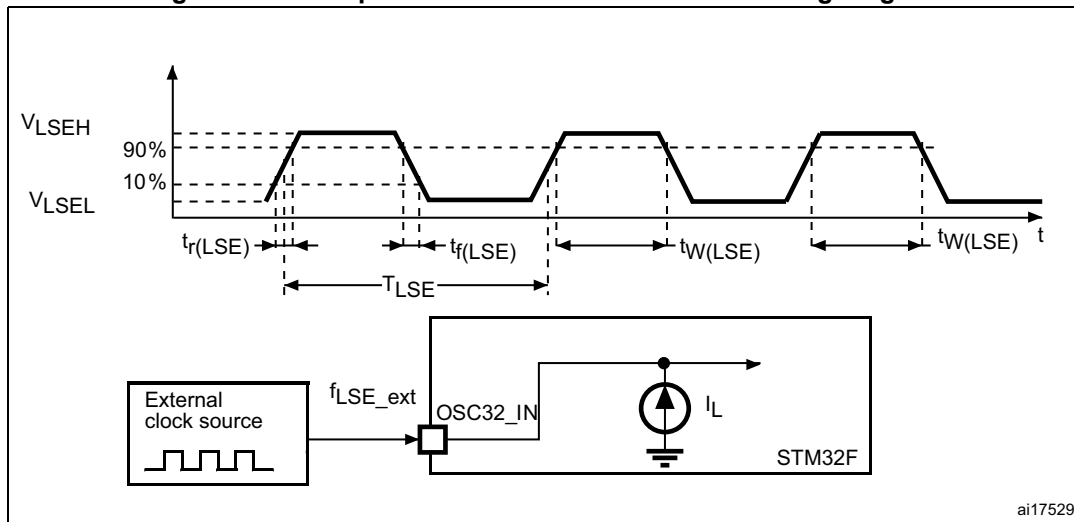 V_LSEH
90%
10%
V_LSEL
t_r(LSE)
t_f(LSE)
t_W(LSE)
t_W(LSE)
t
T_LSE
External
clock source
f_LSE_ext
OSC32_IN
I_L
STM32F
ai17529